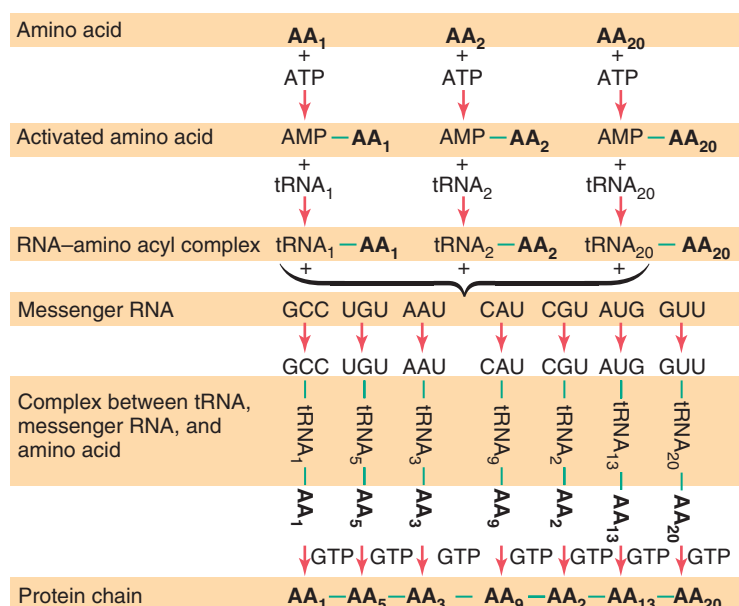 Amino acid AA₁ AA₂ AA₂₀
+ + +
ATP ATP ATP
Activated amino acid AMP — AA₁ AMP — AA₂ AMP — AA₂₀
+ + +
tRNA₁ tRNA₂ tRNA₂₀
RNA–amino acyl complex tRNA₁ — AA₁ tRNA₂ — AA₂ tRNA₂₀ — AA₂₀
+ + +
Messenger RNA GCC UGU AAU CAU CGU AUG GUU
GCC UGU AAU CAU CGU AUG GUU
Complex between tRNA,
messenger RNA, and
amino acid
tRNA₁ tRNA₅ tRNA₃ tRNA₉ tRNA₂ tRNA₁₃ tRNA₂₀
AA₁ AA₅ AA₃ AA₉ AA₂ AA₁₃ AA₂₀
GTP GTP GTP GTP GTP GTP GTP
Protein chain AA₁ — AA₅ — AA₃ — AA₉ — AA₂ — AA₁₃ — AA₂₀